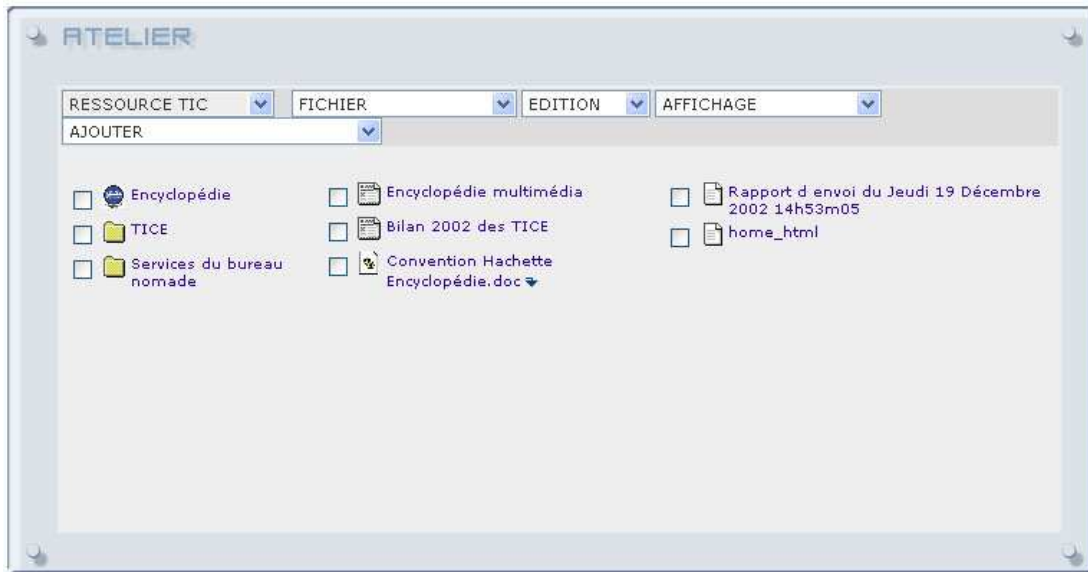 ATELIER
RESSOURCE TIC
FICHIER
EDITION
AFFICHAGE
AJOUTER
Encyclopédie
TICE
Services du bureau
nomade
Encyclopédie multimédia
Bilan 2002 des TICE
Convention Hachette
Encyclopédie.doc
Rapport d envoi du Jeudi 19 Décembre
2002 14h53m05
home_html